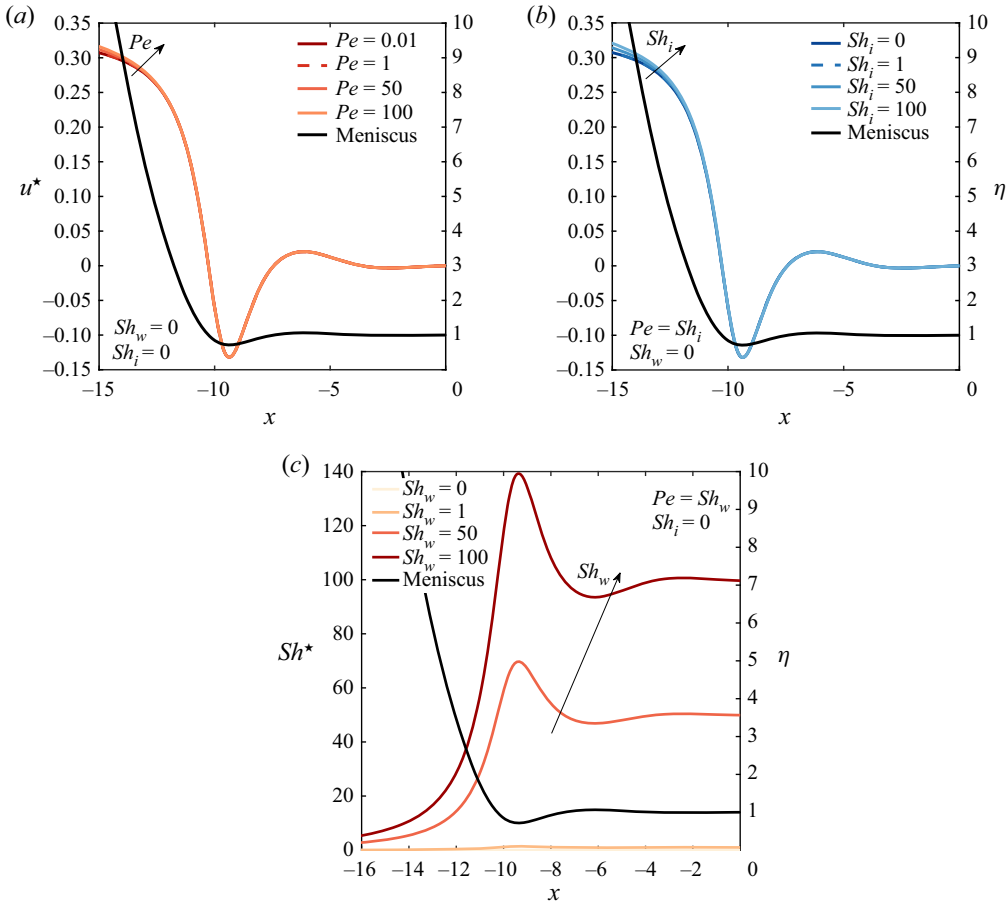 (a)
0.35
0.30
0.25
0.20
0.15
0.10
0.05
0
–0.05
–0.10
–0.15
u★
Pe
Pe = 0.01
Pe = 1
Pe = 50
Pe = 100
Meniscus
Sh_w = 0
Sh_i = 0
10
9
8
7
6
5
4
3
2
1
0
–15
–10
–5
x
(b)
0.35
0.30
0.25
0.20
0.15
0.10
0.05
0
–0.05
–0.10
–0.15
Sh_i
Sh_i = 0
Sh_i = 1
Sh_i = 50
Sh_i = 100
Meniscus
Pe = Sh_i
Sh_w = 0
10
9
8
7
6
5
4
3
2
1
0
η
–15
–10
–5
x
(c)
140
120
100
80
60
40
20
0
Sh★
Sh_w = 0
Sh_w = 1
Sh_w = 50
Sh_w = 100
Meniscus
Pe = Sh_w
Sh_i = 0
Sh_w
10
9
8
7
6
5
4
3
2
1
η
–16
–14
–12
–10
–8
–6
–4
–2
0
x